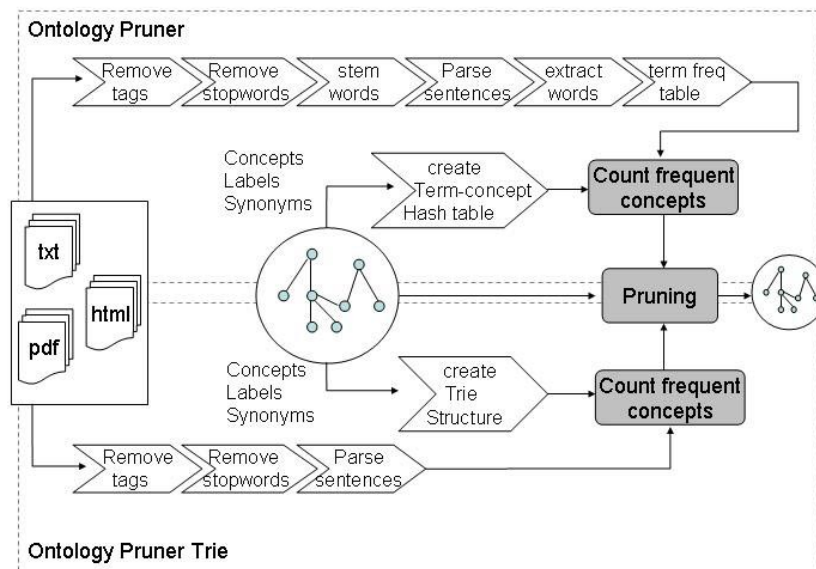 Ontology Pruner
Remove
tags
Remove
stopwords
stem
words
Parse
sentences
extract
words
term freq
table
Concepts
Labels
Synonyms
create
Term-concept
Hash table
Count frequent
concepts
txt
html
pdf
Pruning
Concepts
Labels
Synonyms
create
Trie
Structure
Count frequent
concepts
Remove
tags
Remove
stopwords
Parse
sentences
Ontology Pruner Trie